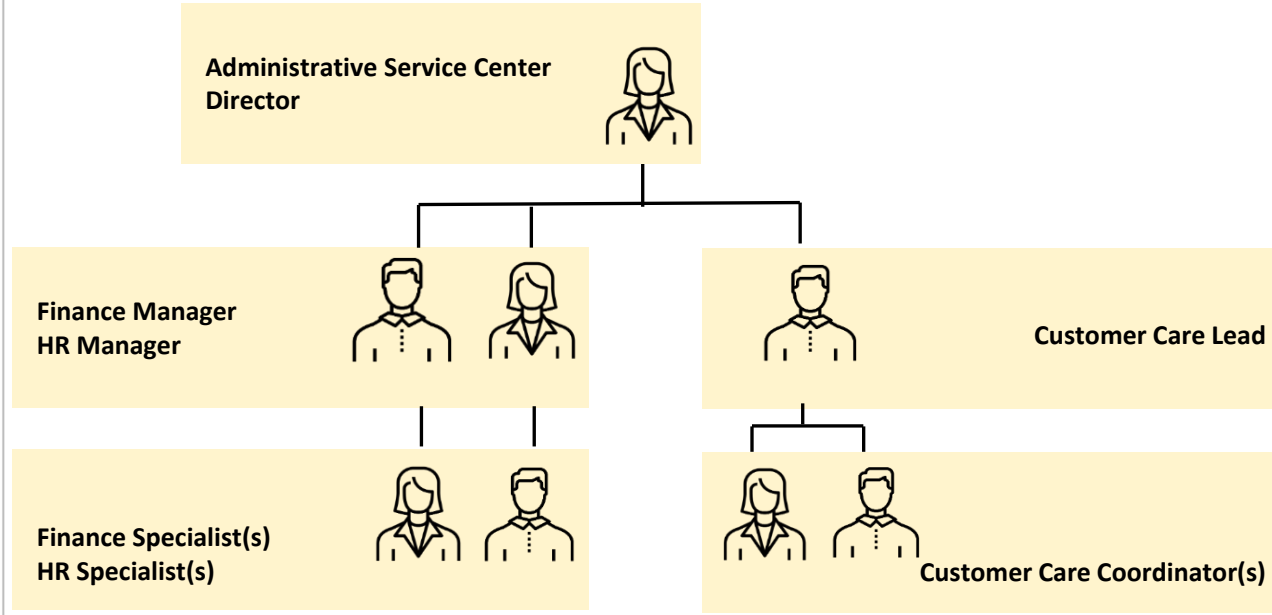 Administrative Service Center
Director
Finance Manager
HR Manager
Customer Care Lead
Finance Specialist(s)
HR Specialist(s)
Customer Care Coordinator(s)